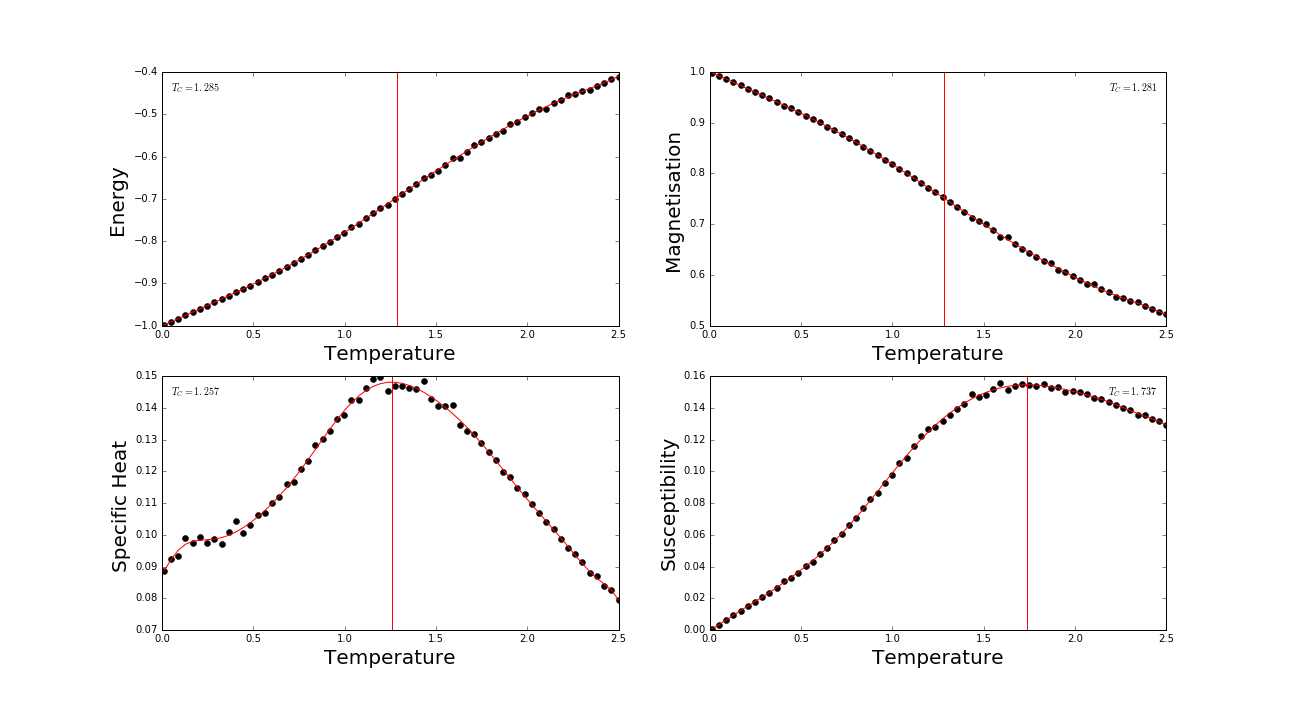 −0.4
−0.5
−0.6
−0.7
−0.8
−0.9
−1.0
Energy
T_C = 1.285
0.0 0.5 1.0 1.5 2.0 2.5
Temperature
1.0
0.9
0.8
0.7
0.6
0.5
Magnetisation
T_C = 1.281
0.0 0.5 1.0 1.5 2.0 2.5
Temperature
0.15
0.14
0.13
0.12
0.11
0.10
0.09
0.08
0.07
Specific Heat
T_C = 1.257
0.0 0.5 1.0 1.5 2.0 2.5
Temperature
0.16
0.14
0.12
0.10
0.08
0.06
0.04
0.02
0.00
Susceptibility
T_C = 1.737
0.0 0.5 1.0 1.5 2.0 2.5
Temperature